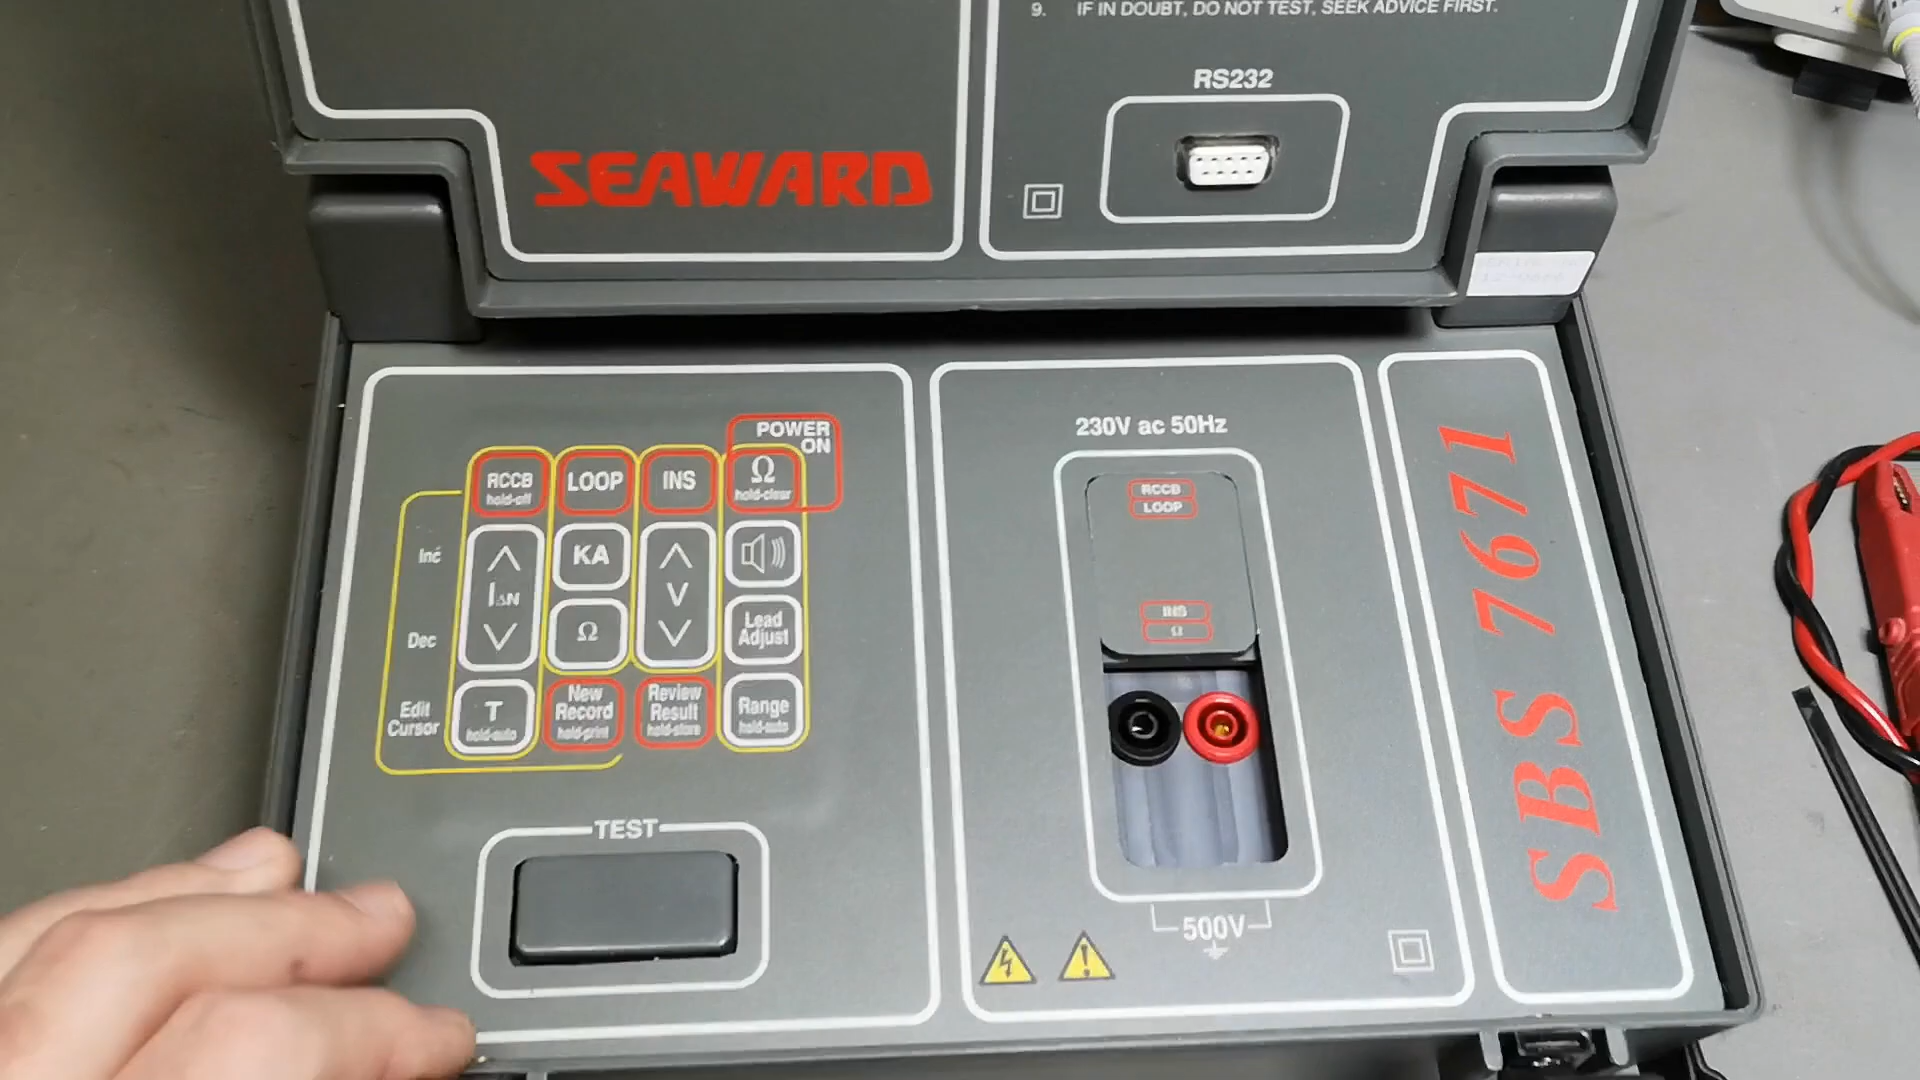 9. IF IN DOUBT, DO NOT TEST, SEEK ADVICE FIRST.
RS232
SEAWARD
POWER
ON
RCCB
hold-off
LOOP
INS
Ω
hold-clear
Inc
KA
V
IΔN
Dec
Ω
Lead
Adjust
Edit
Cursor
T
hold-auto
New
Record
hold-print
Review
Result
hold-store
Range
hold-auto
TEST
230V ac 50Hz
RCCB
LOOP
INS
Ω
500V
SBS 7671